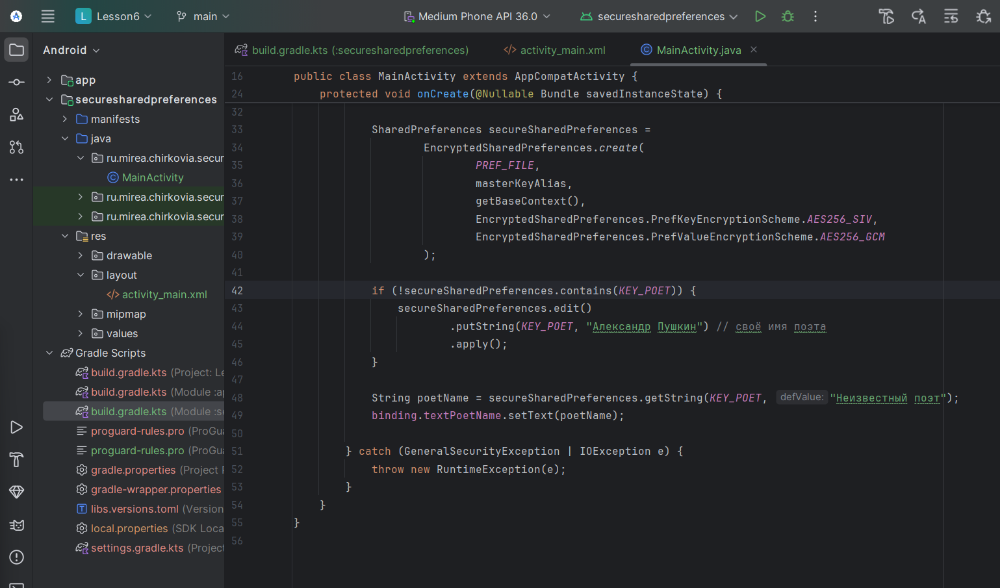 L Lesson6 main Medium Phone API 36.0 securesharedpreferences
Android
build.gradle.kts (:securesharedpreferences) activity_main.xml MainActivity.java
app
securesharedpreferences
manifests
java
ru.mirea.chirkovia.secur
MainActivity
ru.mirea.chirkovia.secur
ru.mirea.chirkovia.secur
res
drawable
layout
activity_main.xml
mipmap
values
Gradle Scripts
build.gradle.kts (Project: Le
build.gradle.kts (Module :ap
build.gradle.kts (Module :se
proguard-rules.pro (ProGua
proguard-rules.pro (ProGua
gradle.properties (Project P
gradle-wrapper.properties
libs.versions.toml (Version
local.properties (SDK Loca
settings.gradle.kts (Project
16 public class MainActivity extends AppCompatActivity {
24 protected void onCreate(@Nullable Bundle savedInstanceState) {
32
33 SharedPreferences secureSharedPreferences =
34 EncryptedSharedPreferences.create(
35 PREF_FILE,
36 masterKeyAlias,
37 getBaseContext(),
38 EncryptedSharedPreferences.PrefKeyEncryptionScheme.AES256_SIV,
39 EncryptedSharedPreferences.PrefValueEncryptionScheme.AES256_GCM
40 );
41
42 if (!secureSharedPreferences.contains(KEY_POET)) {
43 secureSharedPreferences.edit()
44 .putString(KEY_POET, "Александр Пушкин") // своё имя поэта
45 .apply();
46 }
47
48 String poetName = secureSharedPreferences.getString(KEY_POET, defValue: "Неизвестный поэт");
49 binding.textPoetName.setText(poetName);
50
51 } catch (GeneralSecurityException | IOException e) {
52 throw new RuntimeException(e);
53 }
54 }
55 }
56